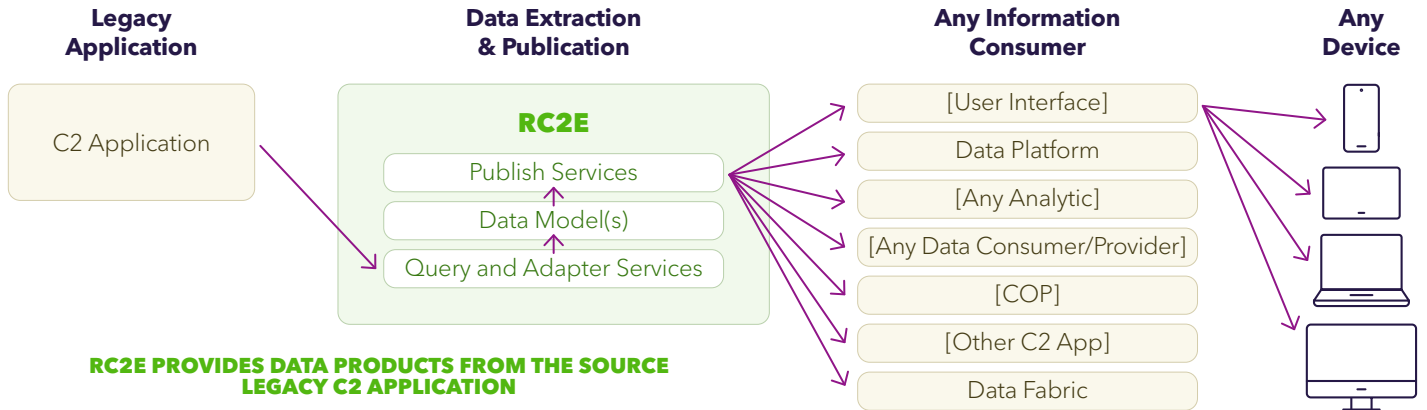 Legacy
Application
Data Extraction
& Publication
Any Information
Consumer
Any
Device
C2 Application
RC2E
Publish Services
Data Model(s)
Query and Adapter Services
[User Interface]
Data Platform
[Any Analytic]
[Any Data Consumer/Provider]
[COP]
[Other C2 App]
Data Fabric
RC2E PROVIDES DATA PRODUCTS FROM THE SOURCE
LEGACY C2 APPLICATION